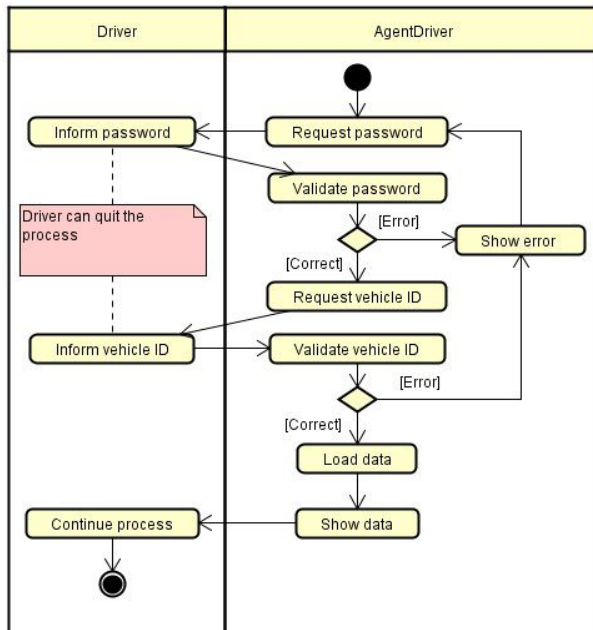 Driver
AgentDriver
Inform password
Request password
Validate password
Driver can quit the
process
[Error]
Show error
[Correct]
Request vehicle ID
Inform vehicle ID
Validate vehicle ID
[Error]
[Correct]
Load data
Continue process
Show data